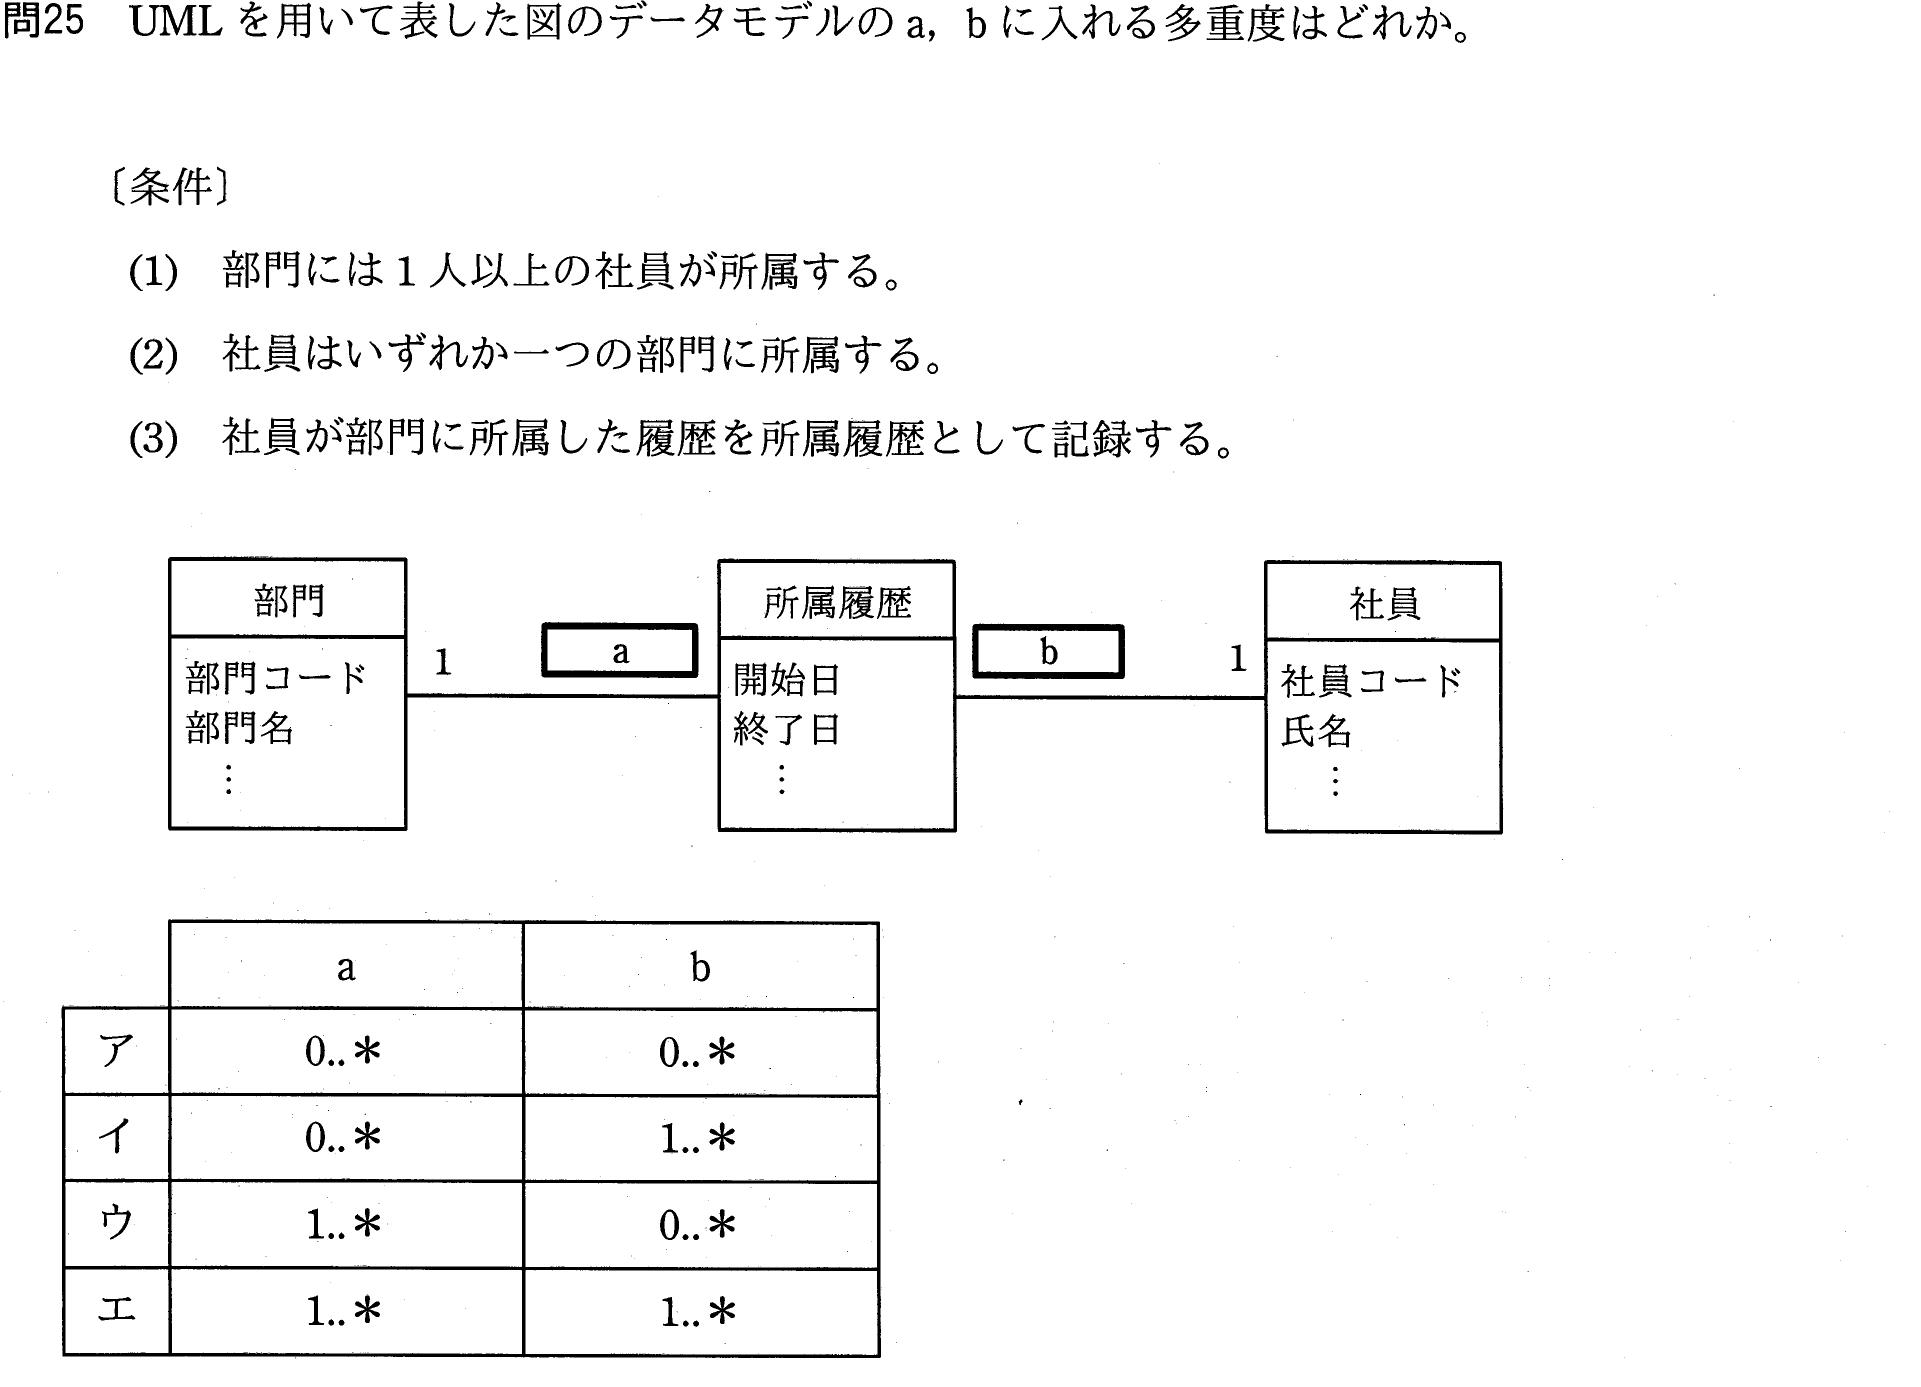 問25 UMLを用いて表した図のデータモデルのa，bに入れる多重度はどれか。
〔条件〕
(1) 部門には1人以上の社員が所属する。
(2) 社員はいずれか一つの部門に所属する。
(3) 社員が部門に所属した履歴を所属履歴として記録する。
部門
部門コード
部門名
⋮
1
a
所属履歴
開始日
終了日
⋮
b
1
社員
社員コード
氏名
⋮
a b
ア 0..* 0..*
イ 0..* 1..*
ウ 1..* 0..*
エ 1..* 1..*